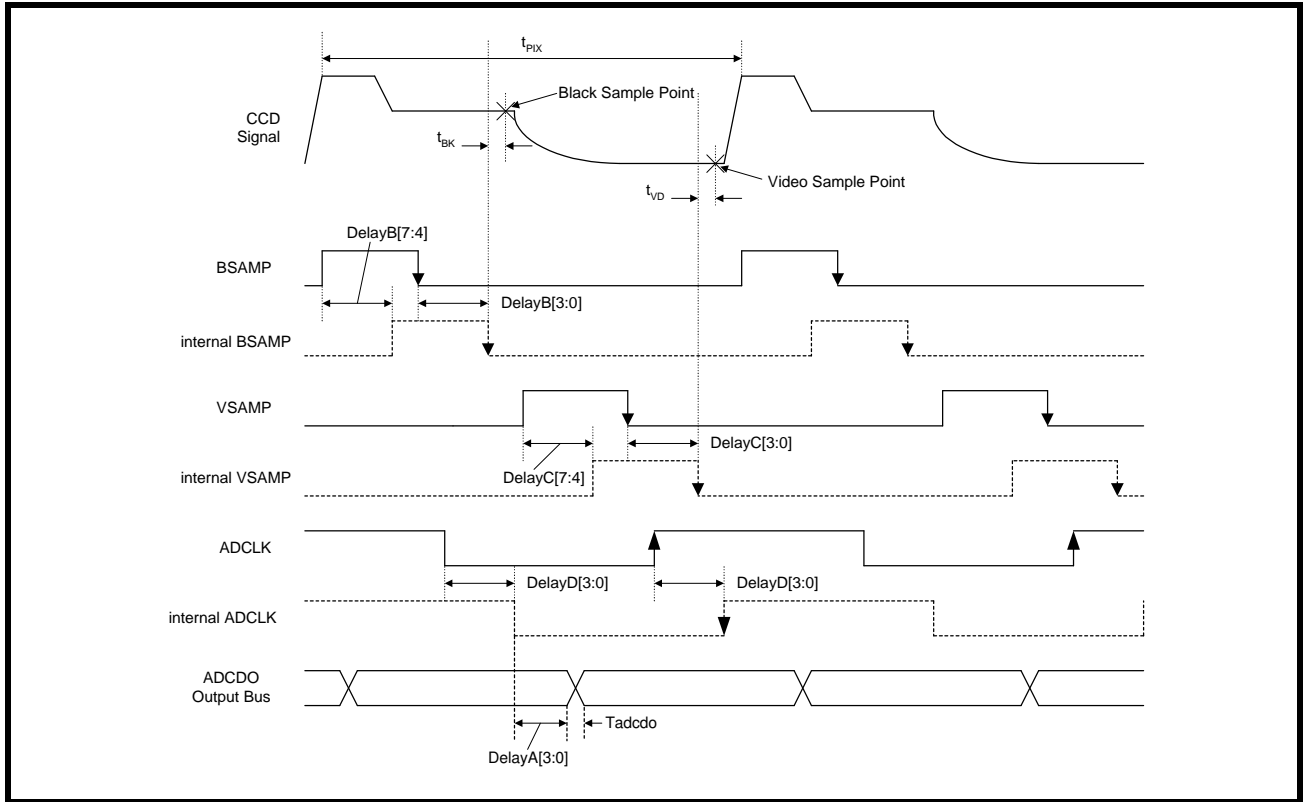 tPIX
Black Sample Point
CCD
Signal
tBK
Video Sample Point
tVD
DelayB[7:4]
BSAMP
DelayB[3:0]
internal BSAMP
VSAMP
DelayC[3:0]
internal VSAMP
DelayC[7:4]
ADCLK
DelayD[3:0]
DelayD[3:0]
internal ADCLK
ADCDO
Output Bus
Tadcdo
DelayA[3:0]